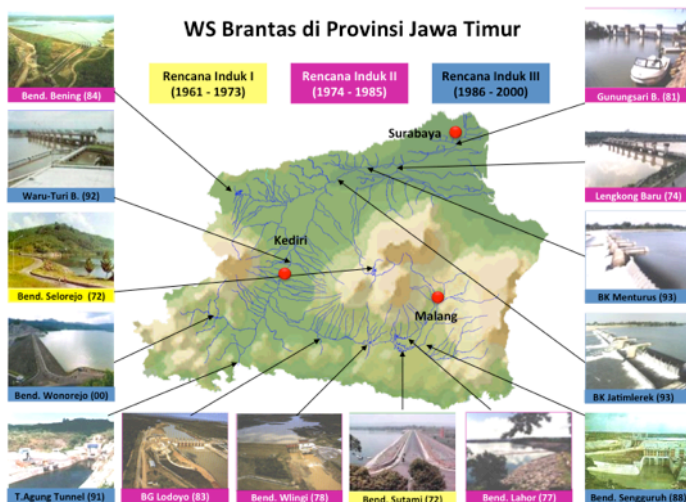 WS Brantas di Provinsi Jawa Timur
Rencana Induk I
(1961 - 1973)
Rencana Induk II
(1974 - 1985)
Rencana Induk III
(1986 - 2000)
Bend. Bening (84)
Gunungsari B. (81)
Surabaya
Waru-Turi B. (92)
Lengkong Baru (74)
Kediri
Bend. Selorejo (72)
BK Menturus (93)
Malang
Bend. Wonorejo (00)
BK Jatimlerek (93)
T.Agung Tunnel (91)
BG Lodoyo (83)
Bend. Wlingi (78)
Bend. Sutami (72)
Bend. Lahor (77)
Bend. Sengguruh (88)